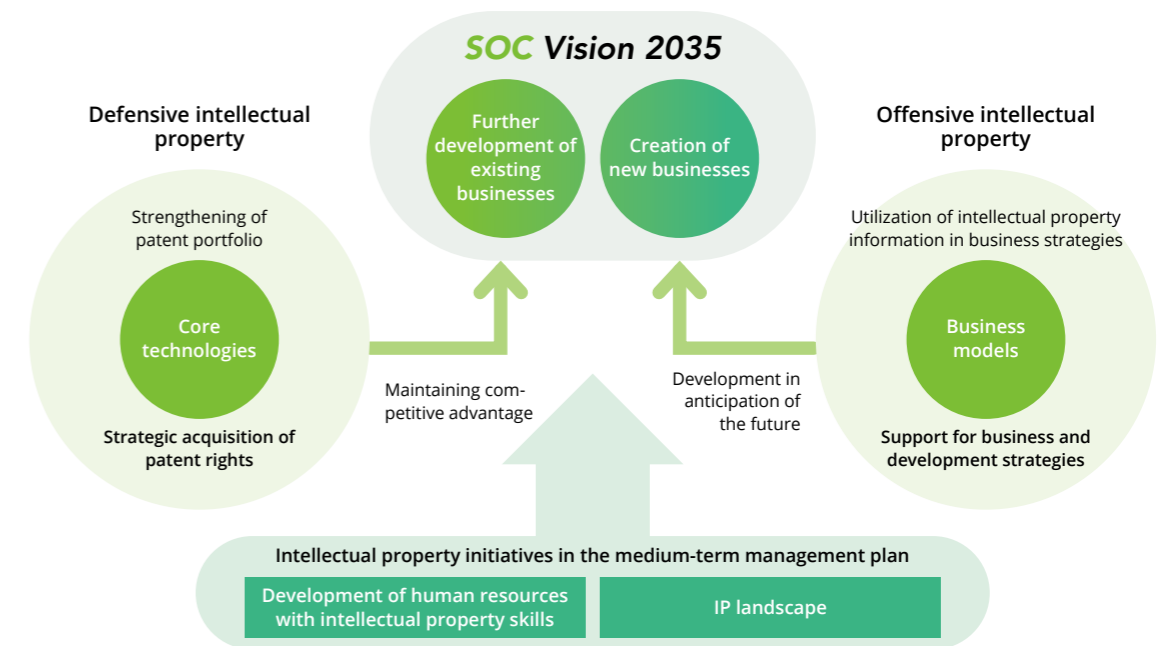 SOC Vision 2035
Further
development of
existing
businesses
Creation of
new businesses
Defensive intellectual
property
Strengthening of
patent portfolio
Core
technologies
Strategic acquisition of
patent rights
Maintaining com-
petitive advantage
Offensive intellectual
property
Utilization of intellectual property
information in business strategies
Business
models
Support for business and
development strategies
Development in
anticipation of
the future
Intellectual property initiatives in the medium-term management plan
Development of human resources
with intellectual property skills
IP landscape